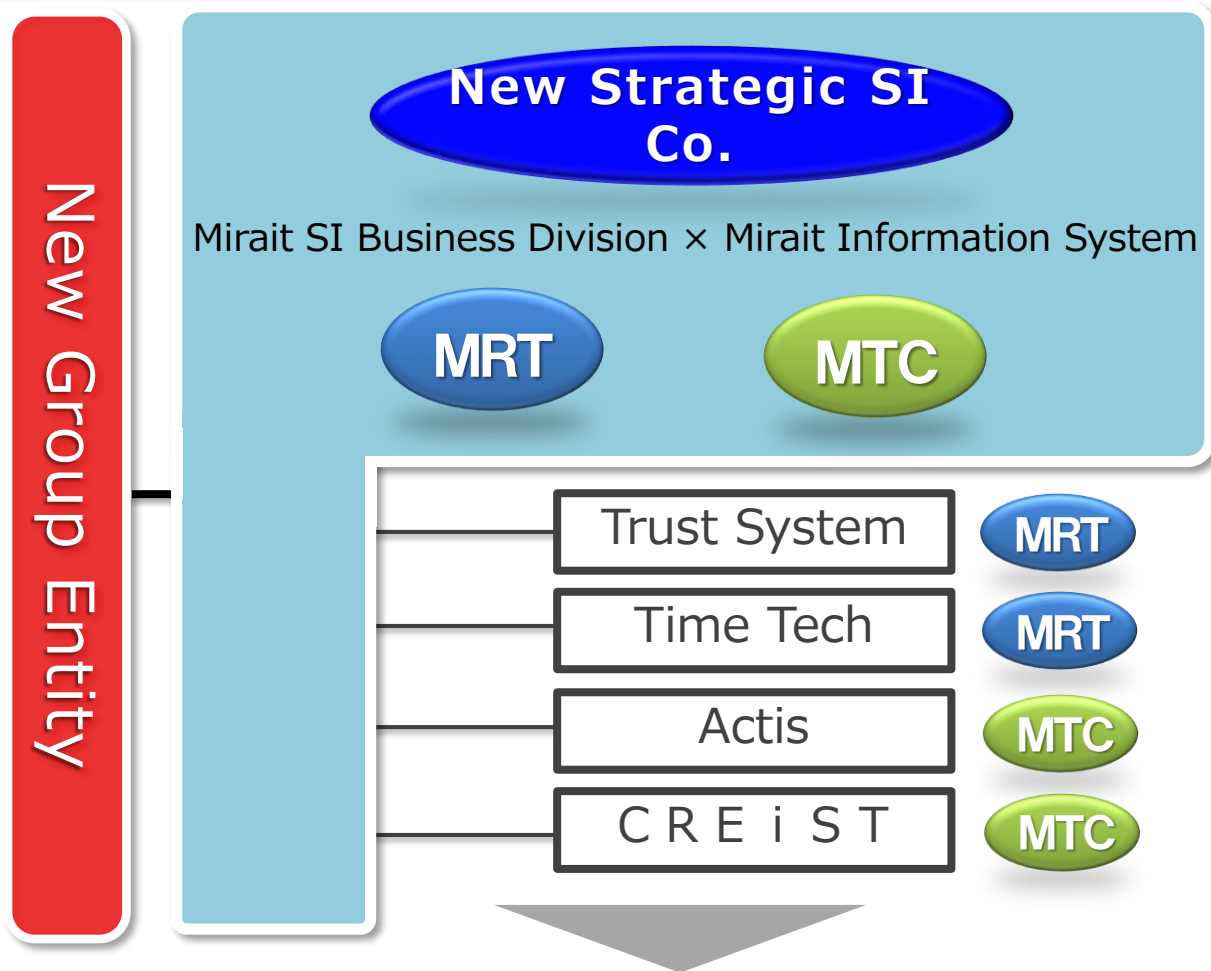 New Group Entity
New Strategic SI
Co.
Mirait SI Business Division × Mirait Information System
MRT
MTC
Trust System
MRT
Time Tech
MRT
Actis
MTC
C R E i S T
MTC